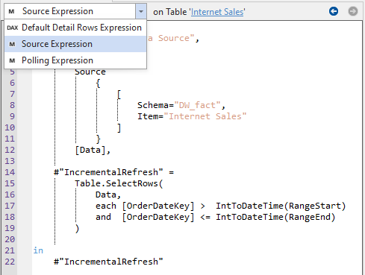 Source Expression on Table 'Internet Sales'
DAX Default Detail Rows Expression
M Source Expression
M Polling Expression
a Source",
5 Source
6 {
7 [
8 Schema="DW_fact",
9 Item="Internet Sales"
10 ]
11 }
12 [Data],
13
14 #"IncrementalRefresh" =
15 Table.SelectRows(
16 Data,
17 each [OrderDateKey] > IntToDateTime(RangeStart)
18 and [OrderDateKey] <= IntToDateTime(RangeEnd)
19 )
20
21 in
22 #"IncrementalRefresh"